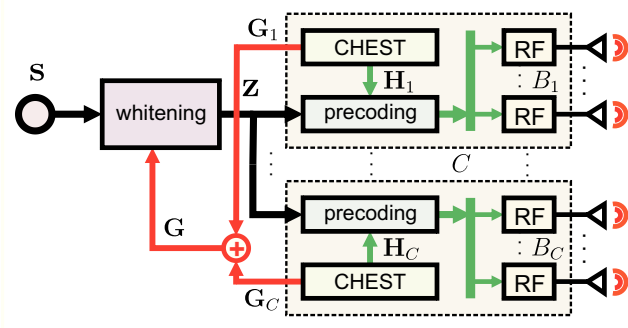 G₁
CHEST
RF
s
z
H₁
: B₁
whitening
precoding
RF
C
precoding
RF
G
H_C
: B_C
G_C
CHEST
RF